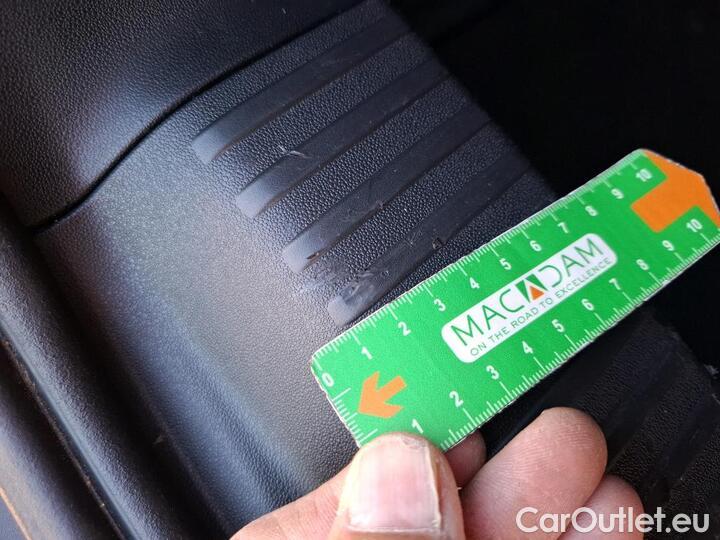 0 1 2 3 4 5 6 7 8 9 10
MACADAM
ON THE ROAD TO EXCELLENCE
1 2 3 4 5 6 7 8 9 10
CarOutlet.eu